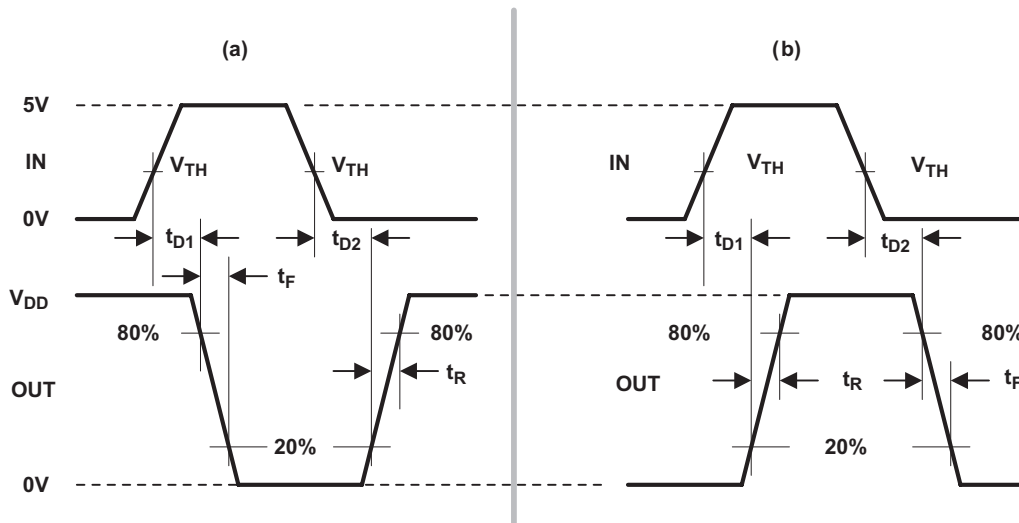 (a)
(b)
5V
IN
V_TH
V_TH
IN
V_TH
V_TH
0V
t_D1
t_D2
t_D1
t_D2
t_F
V_DD
80%
80%
80%
80%
OUT
t_R
OUT
t_R
t_F
20%
20%
0V